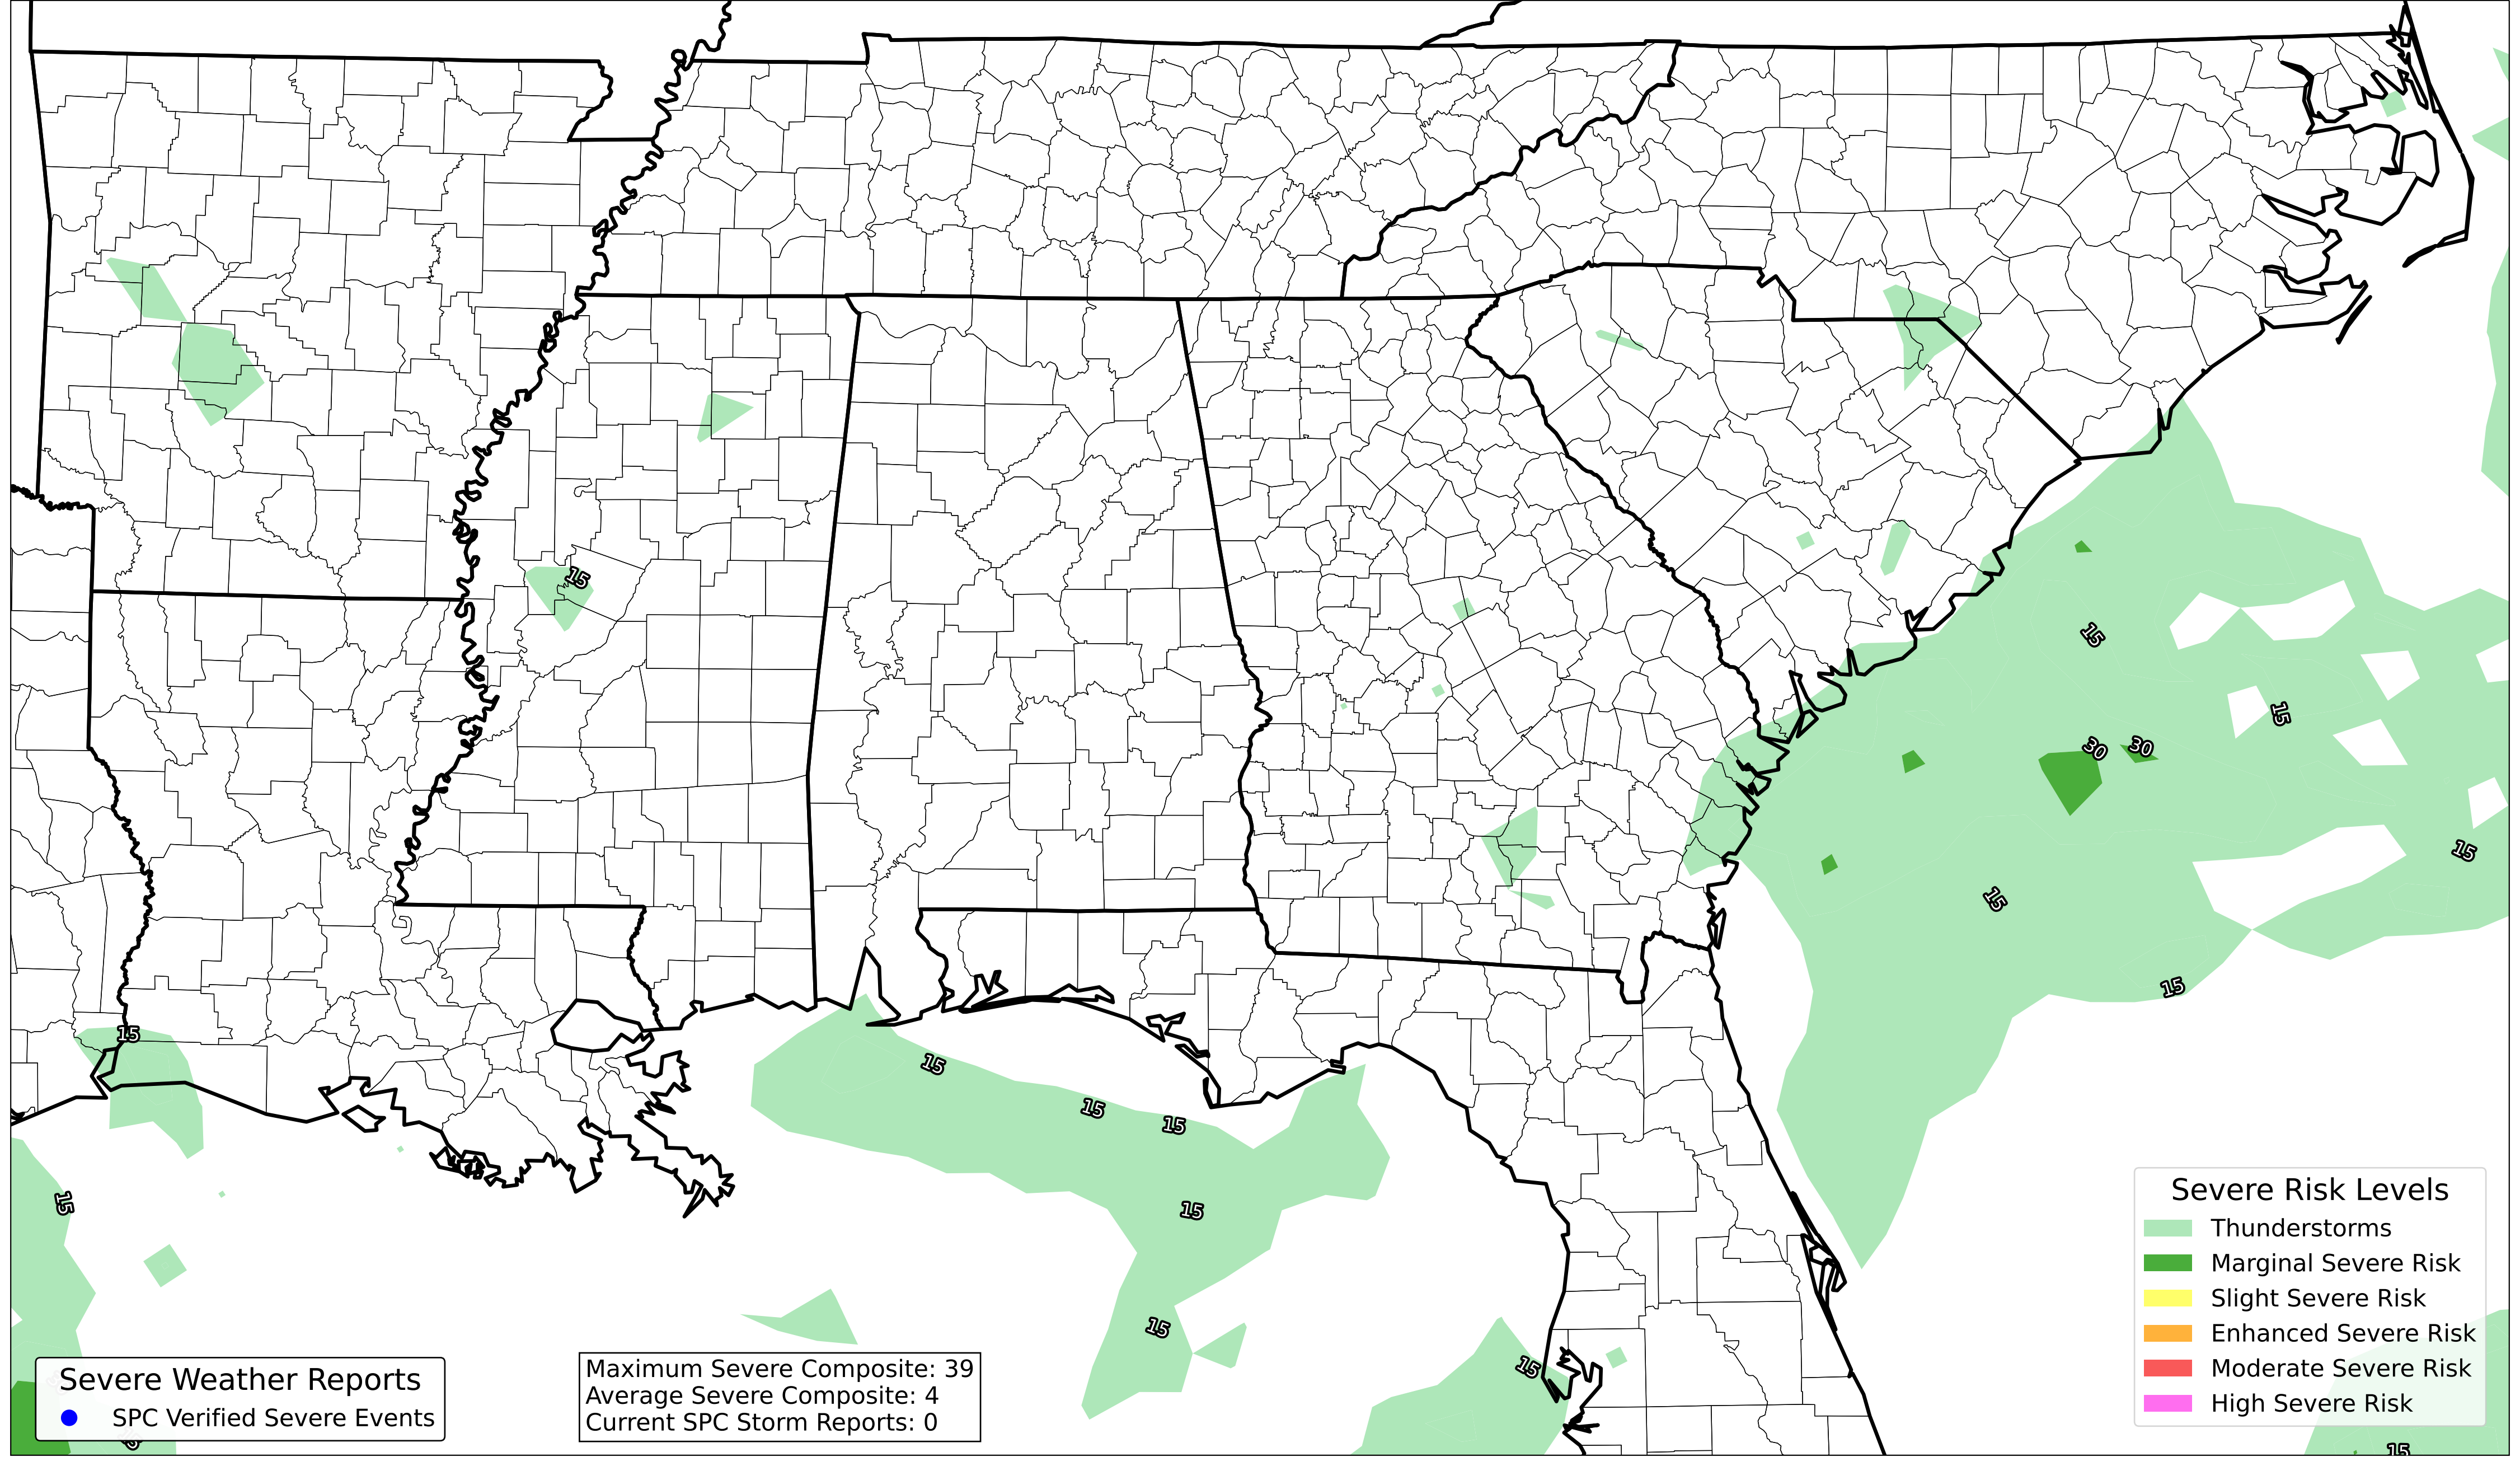 15
15
15
30
30
15
15
15
15
15
15
15
15
15
15
15
15
15
Severe Risk Levels
Thunderstorms
Marginal Severe Risk
Slight Severe Risk
Enhanced Severe Risk
Moderate Severe Risk
High Severe Risk
Severe Weather Reports
SPC Verified Severe Events
Maximum Severe Composite: 39
Average Severe Composite: 4
Current SPC Storm Reports: 0